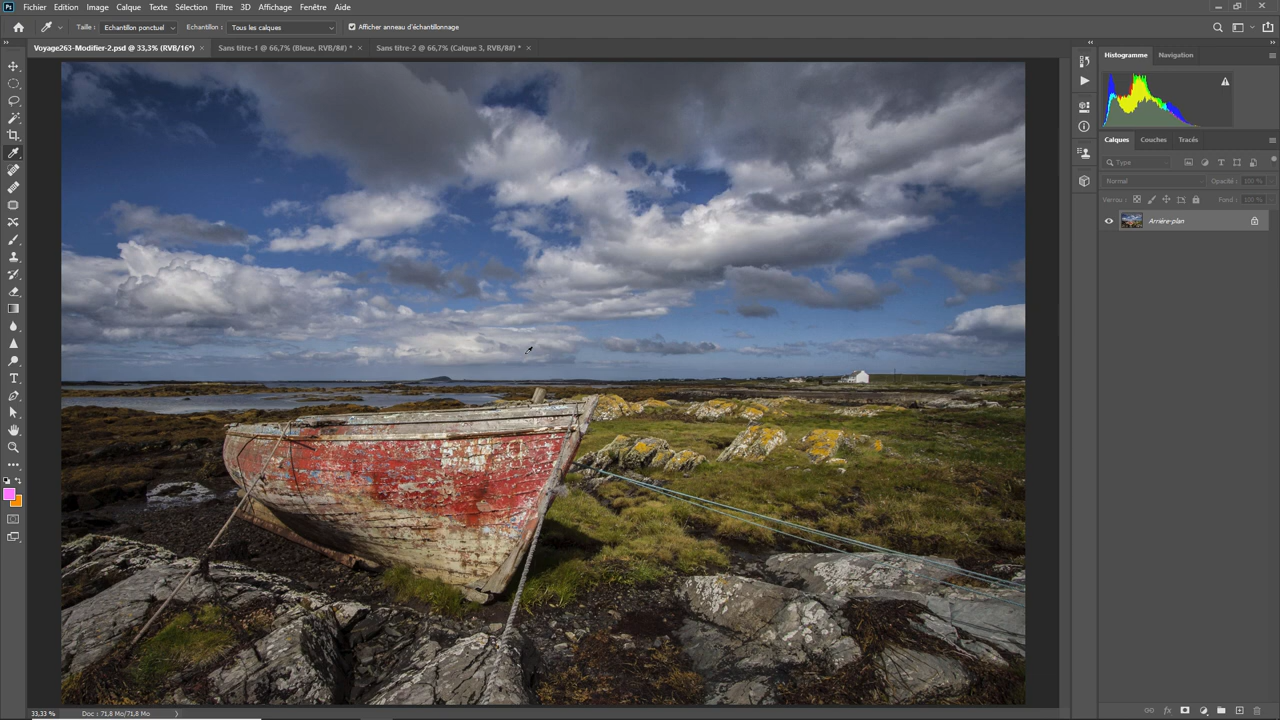 Ps Fichier Edition Image Calque Texte Sélection Filtre 3D Affichage Fenêtre Aide
Taille : Echantillon ponctuel Echantillon : Tous les calques Afficher anneau d'échantillonnage
Voyage263-Modifier-2.psd @ 33,3% (RVB/16*) × Sans titre-1 @ 66,7% (Bleue, RVB/8#) * × Sans titre-2 @ 66,7% (Calque 3, RVB/8#) * ×
Histogramme Navigation
Calques Couches Tracés
Type
Normal Opacité : 100 %
Verrou : Fond : 100 %
Arrière-plan
33,33 % Doc : 71,8 Mo/71,8 Mo